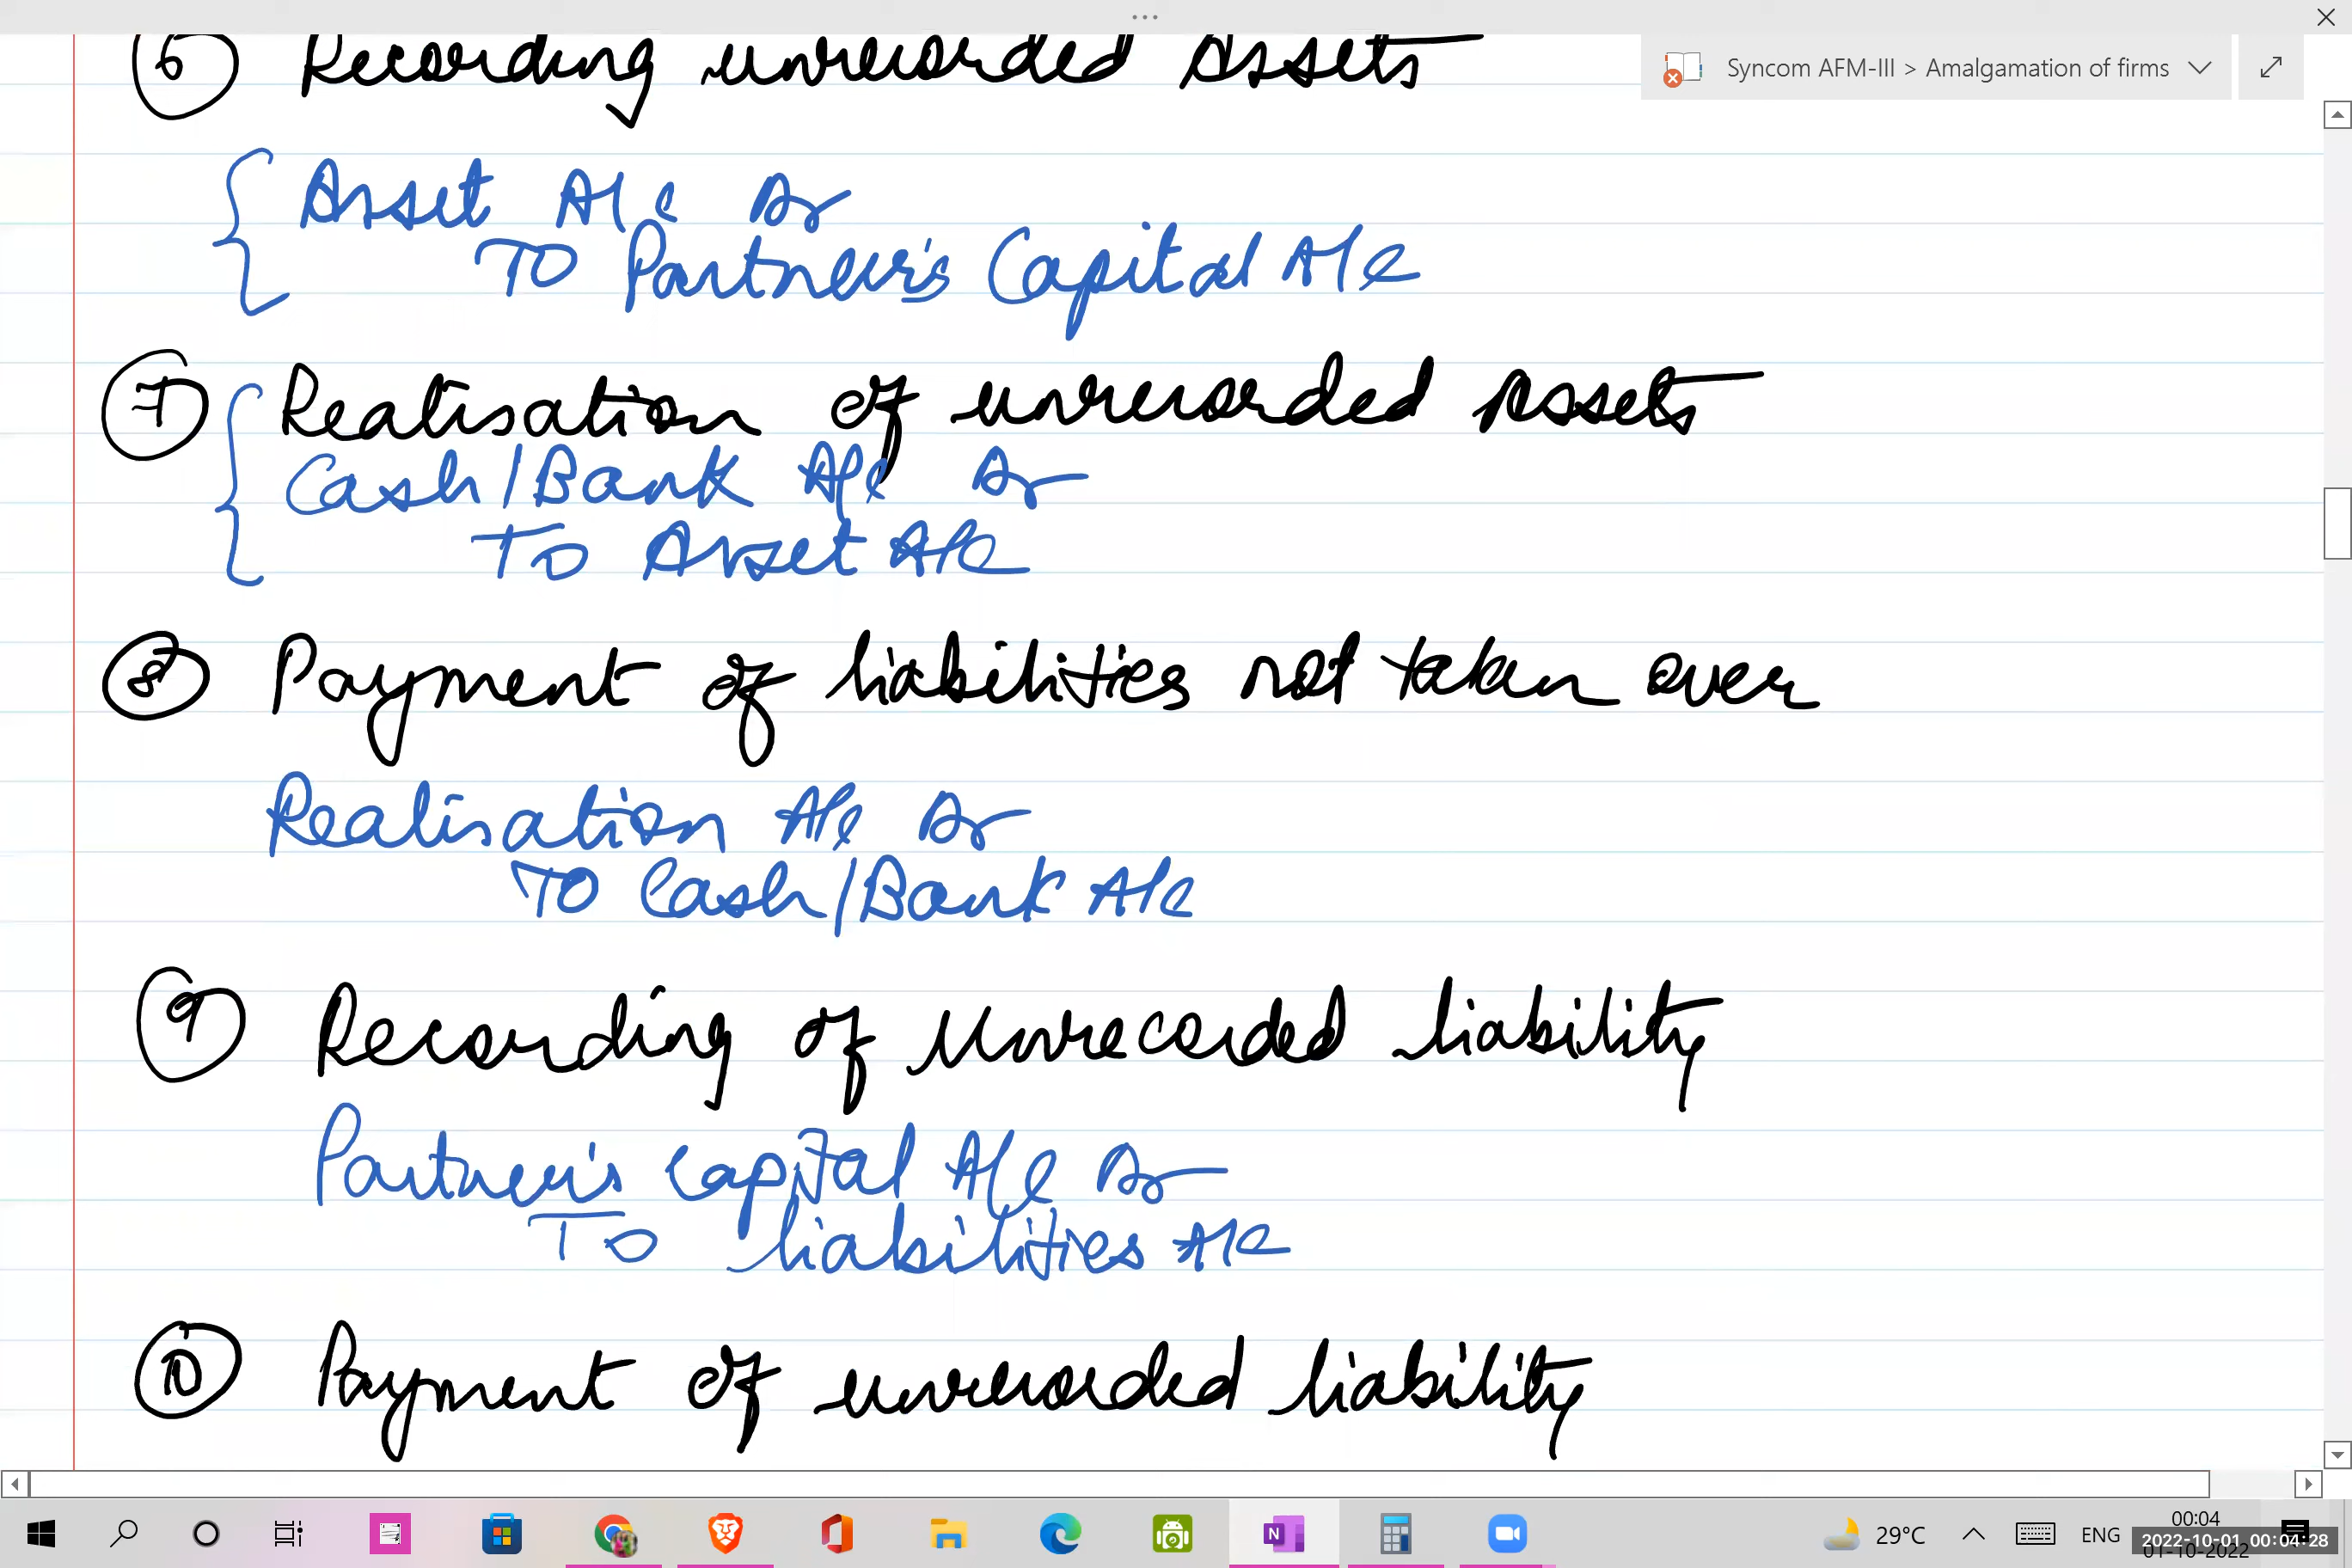 Syncom AFM-III > Amalgamation of firms
6 Recording unrecorded Assets
Asset A/c Dr
To Partner's Capital A/c
7 Realisation of unrecorded Assets
Cash/Bank A/c Dr
To Asset A/c
8 Payment of liabilities not taken over
Realisation A/c Dr
To Cash/Bank A/c
9 Recording of Unrecorded liability
Partner's Capital A/c Dr
To liabilities A/c
10 Payment of unrecorded liability
29°C ENG 00:04
2022-10-01 00:04:28
01-10-2022